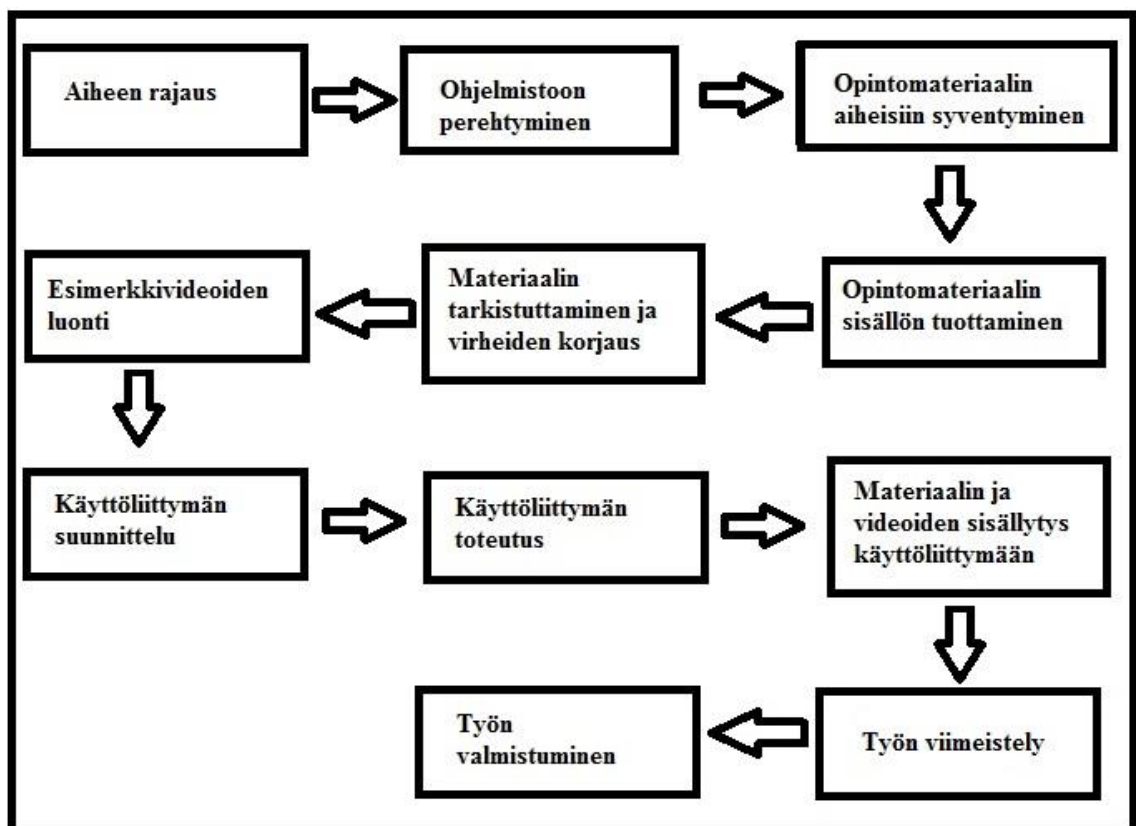 Aiheen rajaus
Ohjelmistoon
perehtyminen
Opintomateriaalin
aiheisiin syventyminen
Opintomateriaalin
sisällön tuottaminen
Materiaalin
tarkistuttaminen ja
virheiden korjaus
Esimerkkivideoiden
luonti
Käyttöliittymän
suunnittelu
Käyttöliittymän
toteutus
Materiaalin ja
videoiden sisällytys
käyttöliittymään
Työn viimeistely
Työn
valmistuminen